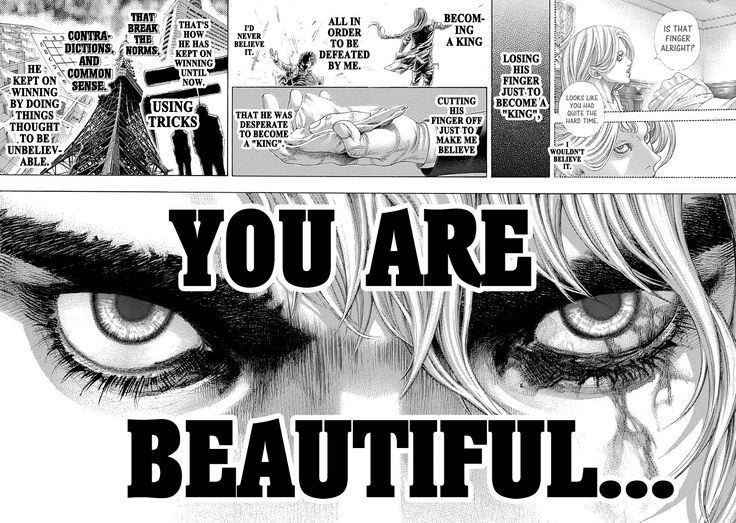 IS THAT
FINGER
ALRIGHT?
LOOKS LIKE
YOU HAD
QUITE THE
HARD TIME.
I
WOULDN'T
BELIEVE
IT.
LOSING
HIS
FINGER
JUST TO
BECOME
A
"KING",
BECOM-
ING
A KING
ALL IN
ORDER
TO BE
DEFEATED
BY ME.
I'D
NEVER
BELIEVE
IT.
CUTTING
HIS
FINGER OFF
JUST TO
MAKE ME
BELIEVE
THAT HE WAS
DESPERATE
TO BECOME
A "KING".
THAT'S
HOW
HE HAS
KEPT ON
WINNING
UNTIL
NOW.
USING
TRICKS
THAT
BREAK
THE
NORMS,
CONTRA-
DICTIONS,
AND
COMMON
SENSE.
HE
KEPT ON
WINNING
BY DOING
THINGS
THOUGHT
TO BE
UNBELIEV-
ABLE.
YOU ARE
BEAUTIFUL...